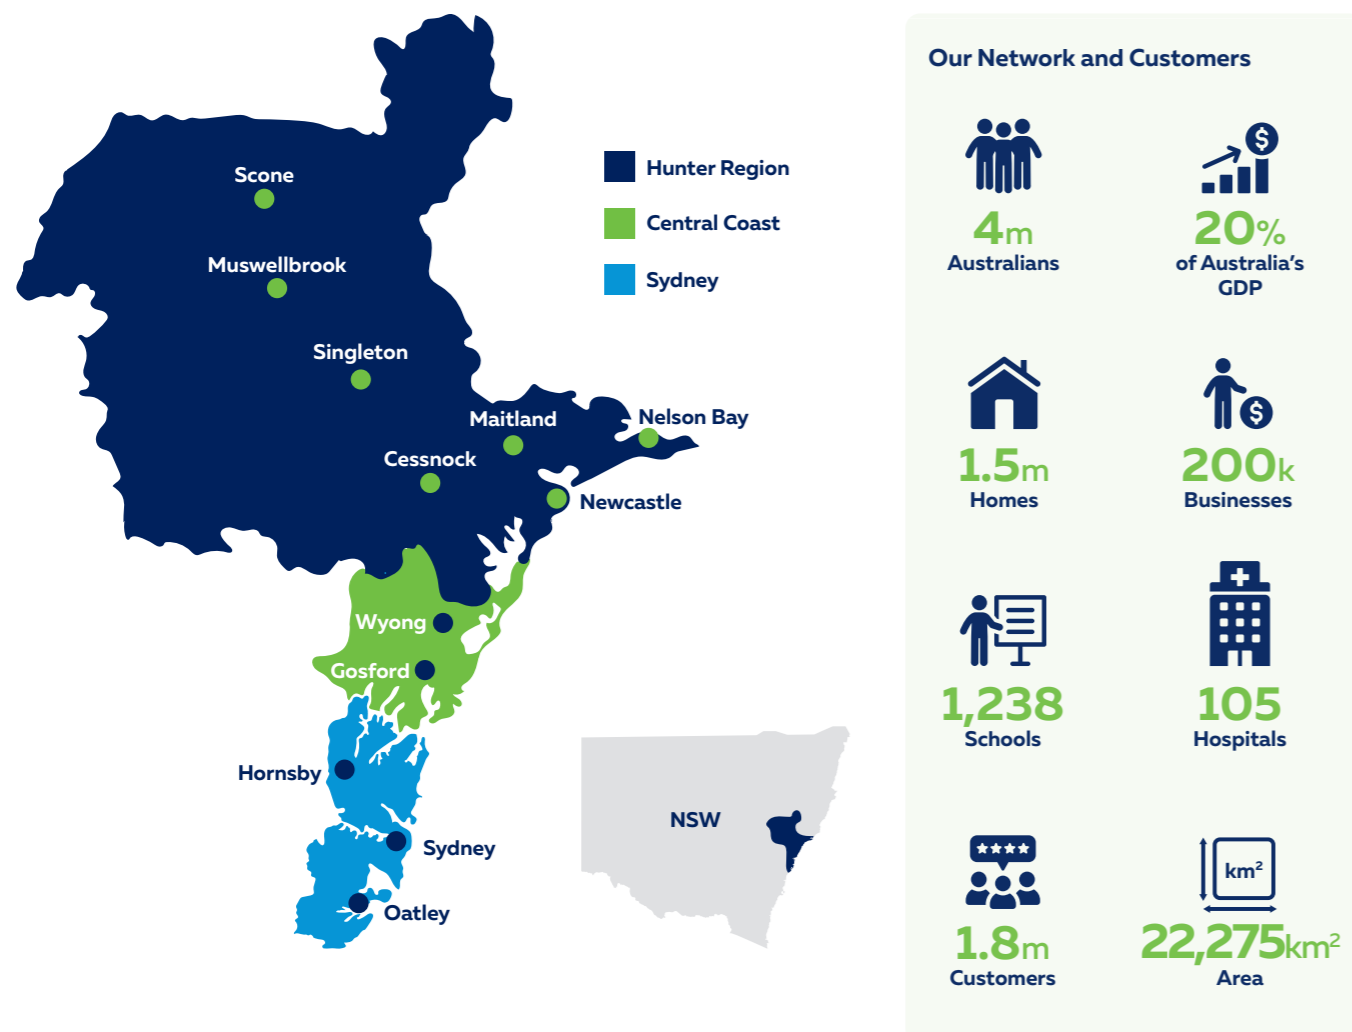 Scone
Muswellbrook
Singleton
Maitland
Nelson Bay
Cessnock
Newcastle
Wyong
Gosford
Hornsby
Sydney
Oatley
Hunter Region
Central Coast
Sydney
NSW
Our Network and Customers
4m
Australians
$
20%
of Australia's
GDP
1.5m
Homes
$
200k
Businesses
1,238
Schools
105
Hospitals
1.8m
Customers
km²
22,275km²
Area